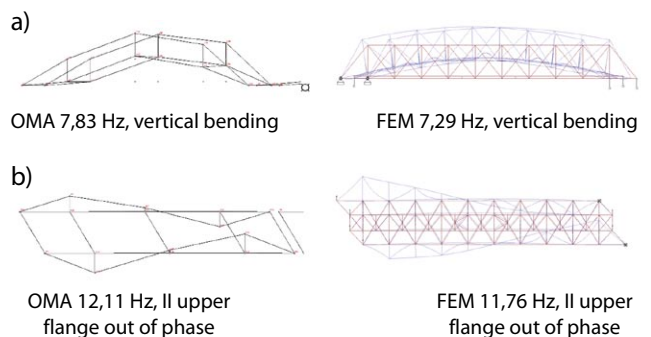 a)
OMA 7,83 Hz, vertical bending
FEM 7,29 Hz, vertical bending
b)
OMA 12,11 Hz, II upper
flange out of phase
FEM 11,76 Hz, II upper
flange out of phase